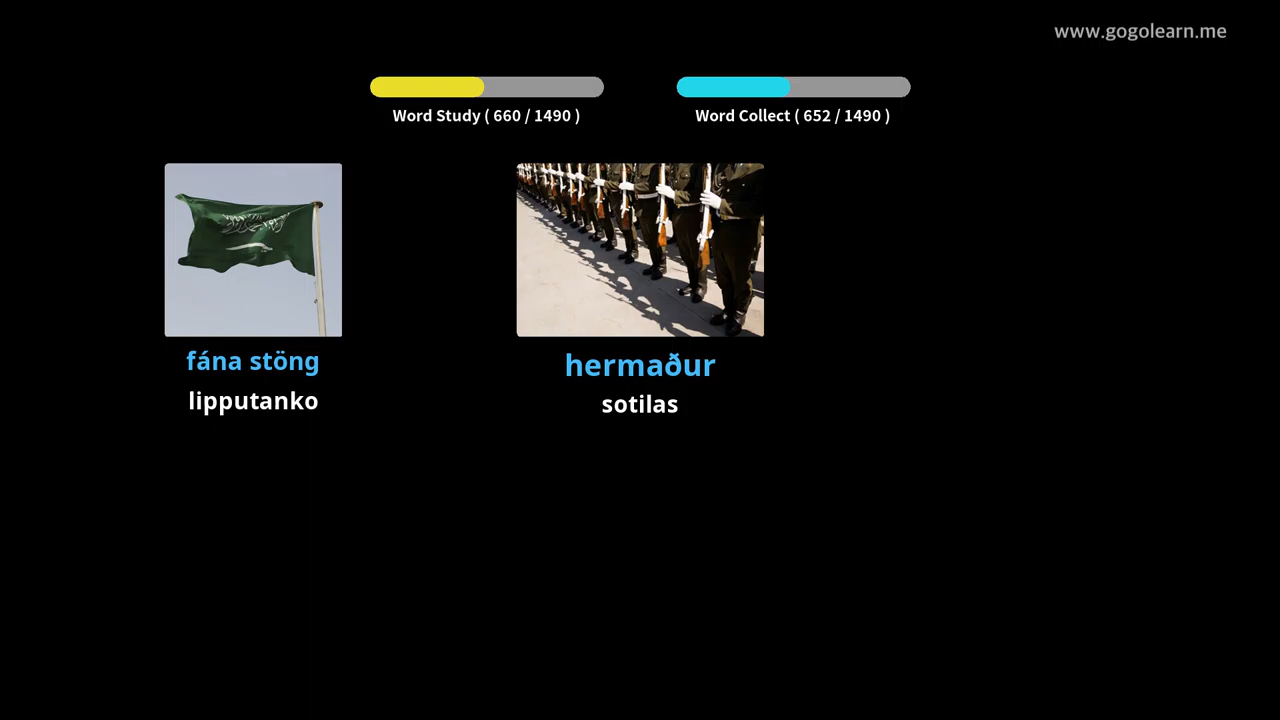 www.gogolearn.me
Word Study ( 660 / 1490 )
Word Collect ( 652 / 1490 )
fána stöng
lipputanko
hermaður
sotilas